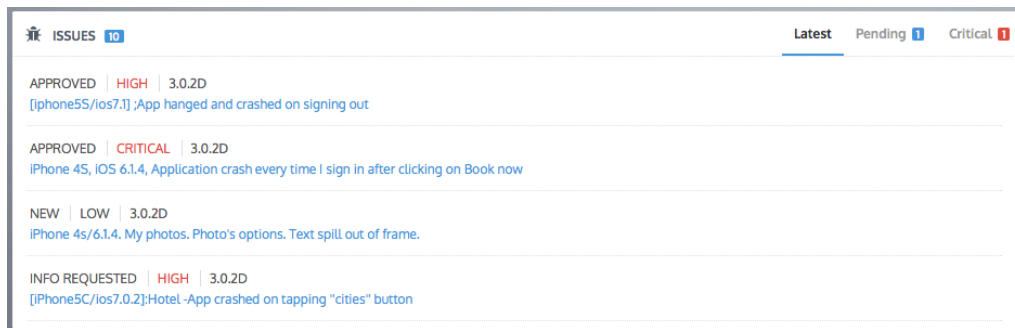 ISSUES 10
Latest Pending 1 Critical 1
APPROVED HIGH 3.0.2D
[iphone5S/ios7.1] ;App hanged and crashed on signing out
APPROVED CRITICAL 3.0.2D
iPhone 4S, iOS 6.1.4, Application crash every time I sign in after clicking on Book now
NEW LOW 3.0.2D
iPhone 4s/6.1.4. My photos. Photo's options. Text spill out of frame.
INFO REQUESTED HIGH 3.0.2D
[iPhone5C/ios7.0.2]:Hotel -App crashed on tapping "cities" button